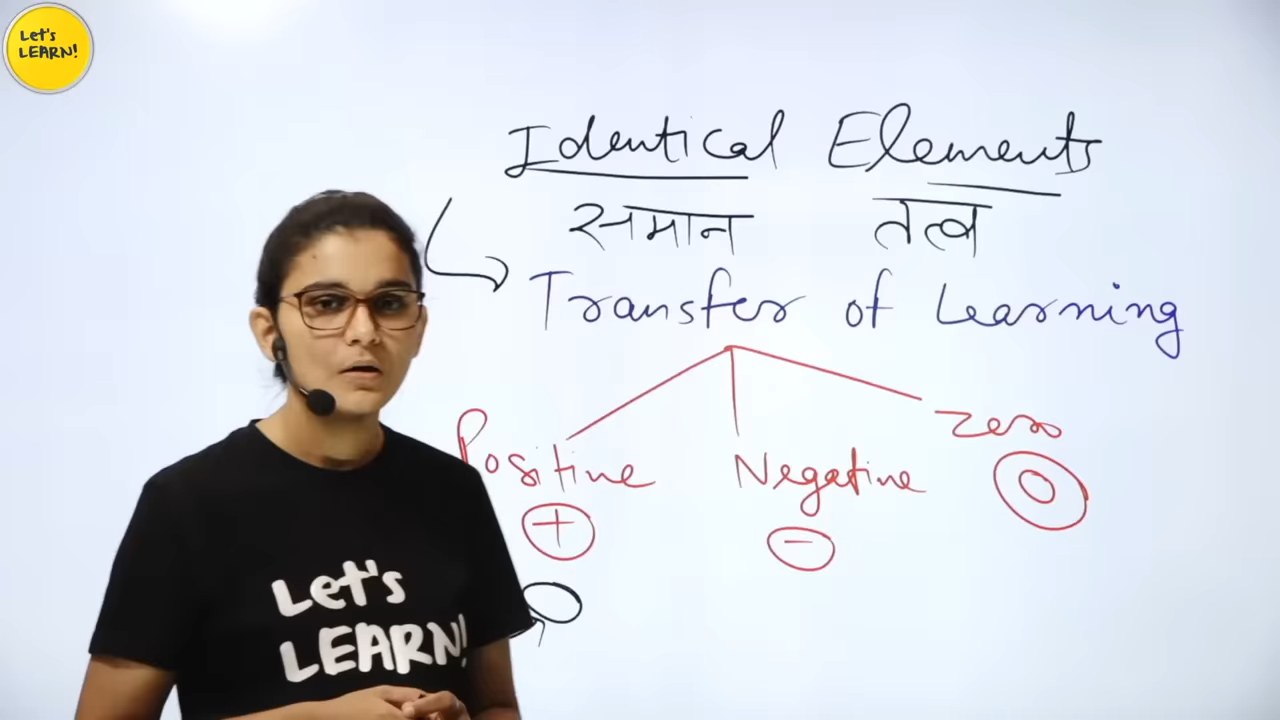 Let's
LEARN!
Identical Elements
समान तत्व
Transfer of Learning
Positive Negative zero
+ - 0
Let's
LEARN!